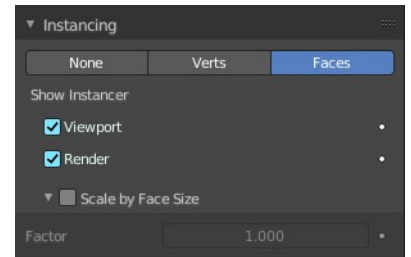 Instancing
None Verts Faces
Show Instancer
Viewport
Render
Scale by Face Size
Factor 1.000